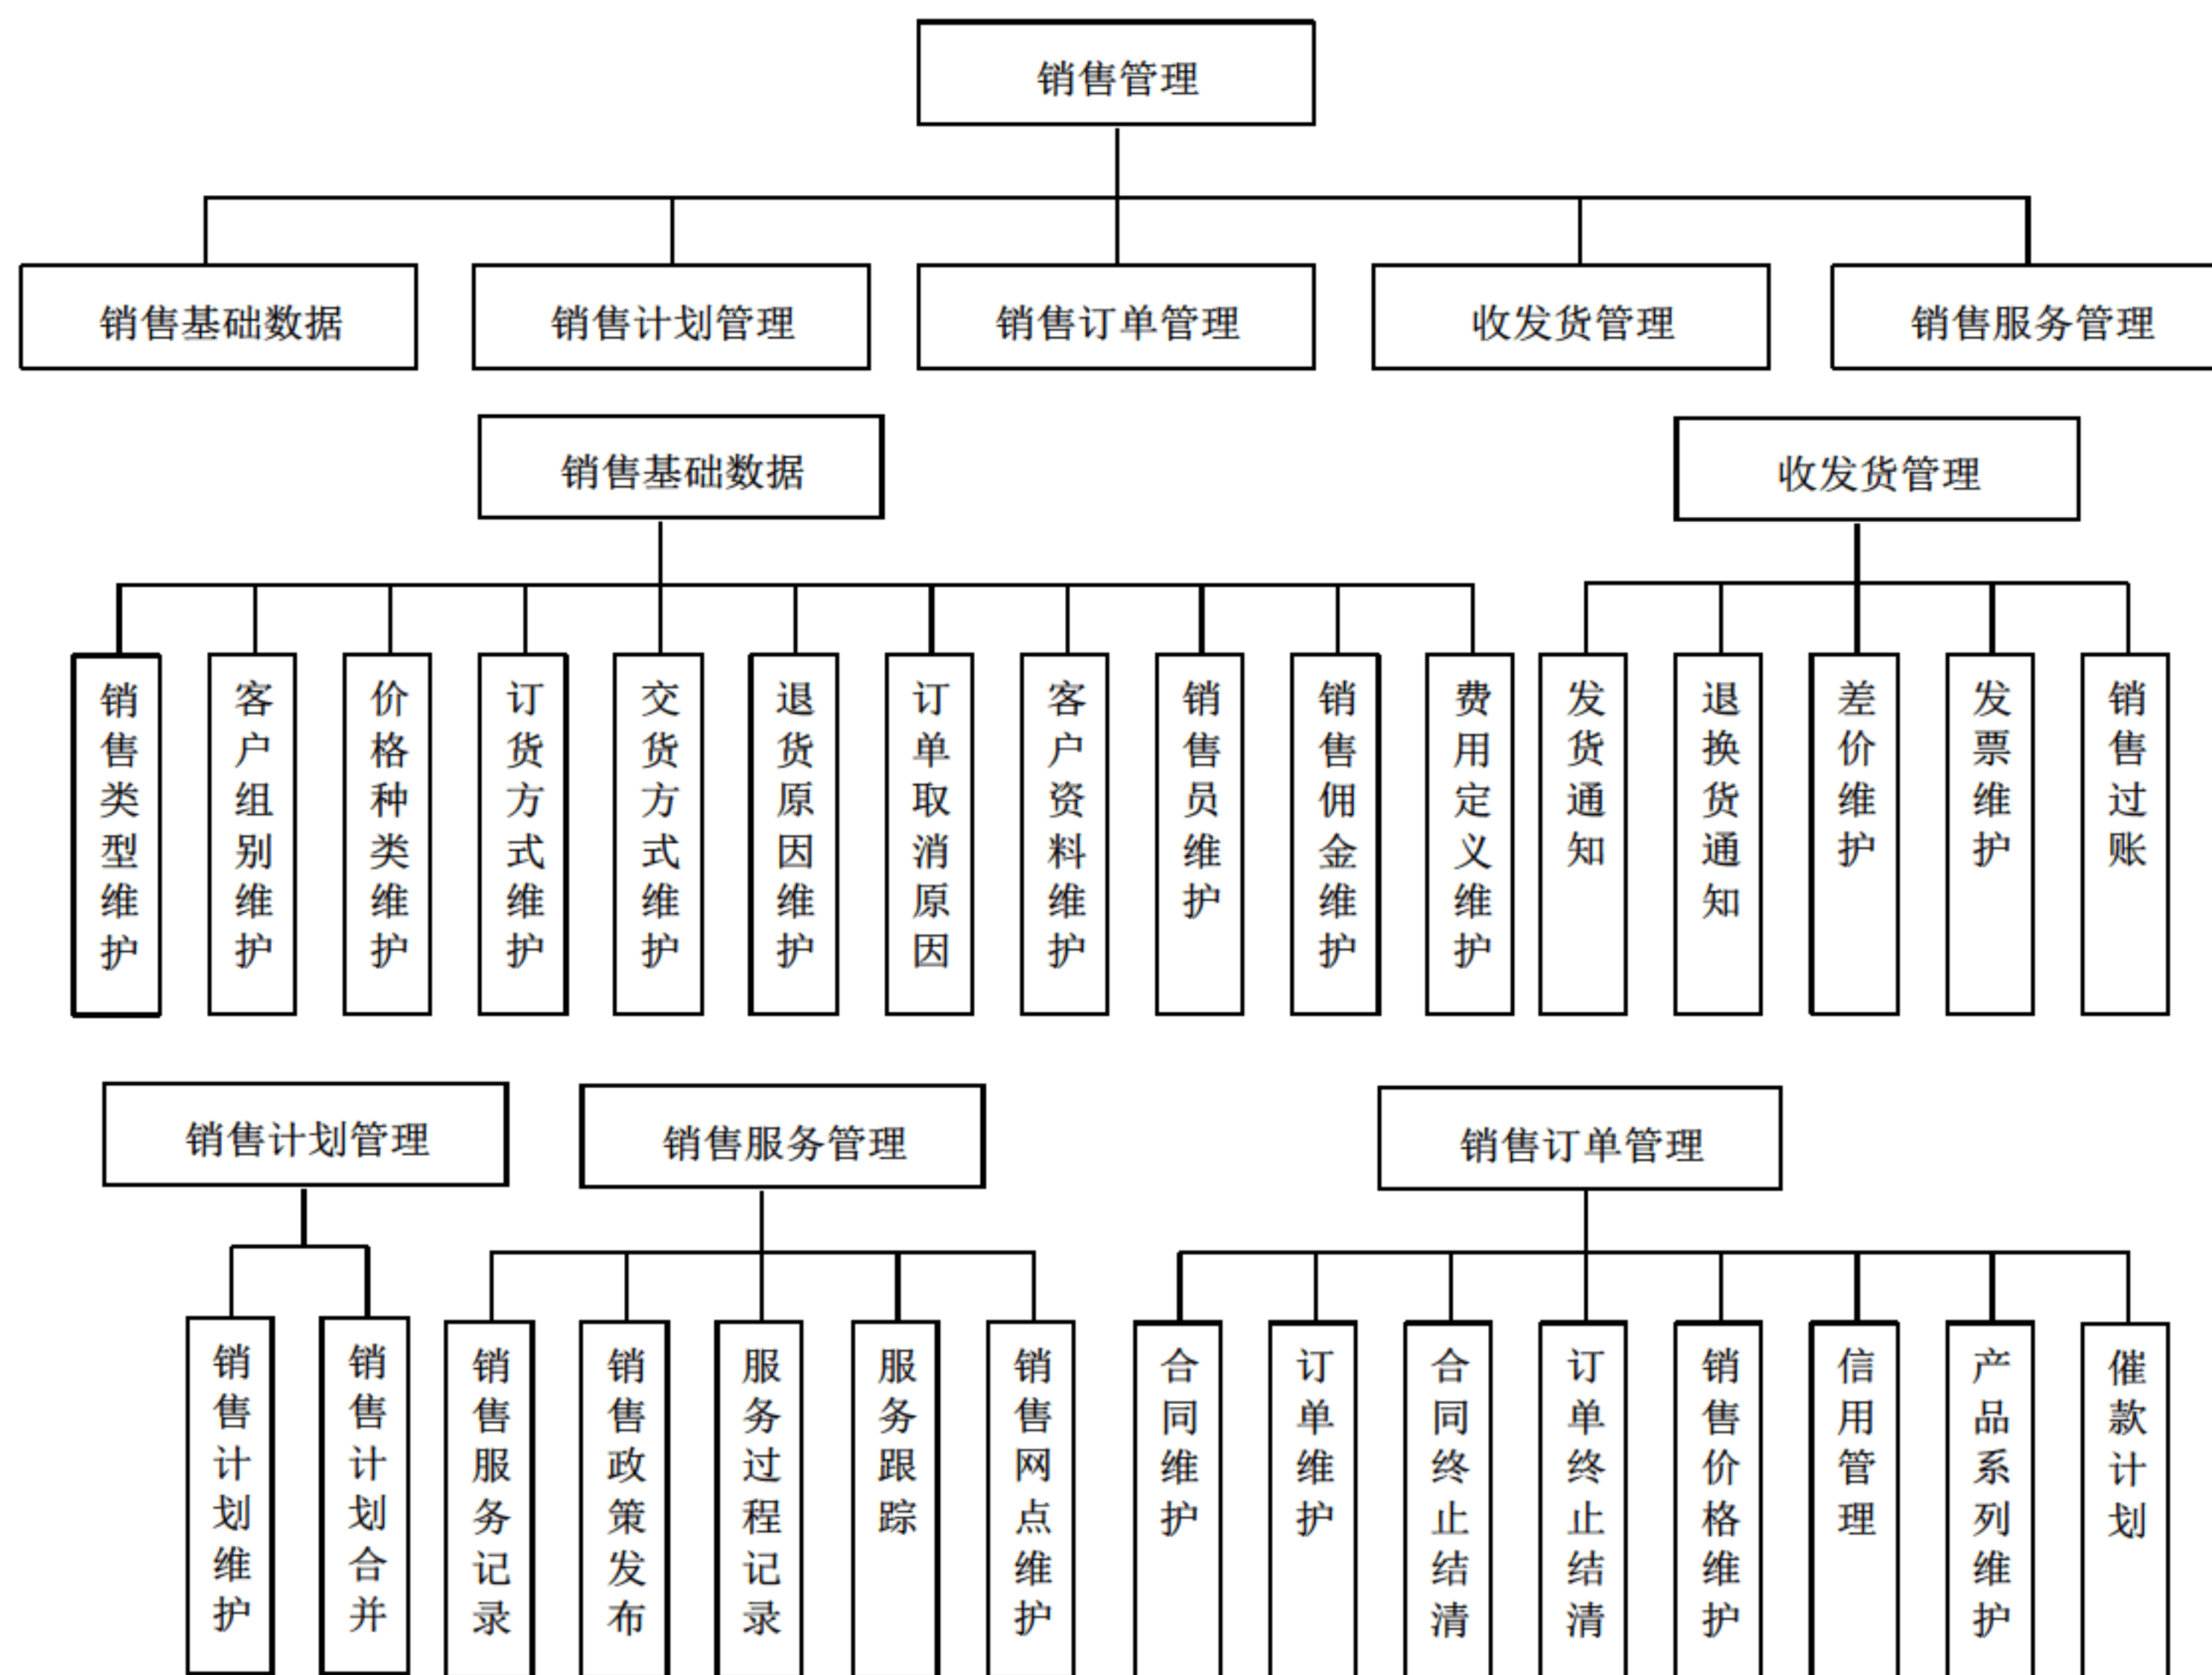 销售管理
销售基础数据
销售计划管理
销售订单管理
收发货管理
销售服务管理
销售基础数据
收发货管理
销售类型维护
客户组别维护
价格种类维护
订货方式维护
交货方式维护
退货原因维护
订单取消原因
客户资料维护
销售员维护
销售佣金维护
费用定义维护
发货通知
退换货通知
差价维护
发票维护
销售过账
销售计划管理
销售服务管理
销售订单管理
销售计划维护
销售计划合并
销售服务记录
销售政策发布
服务过程记录
服务跟踪
销售网点维护
合同维护
订单维护
合同终止结清
订单终止结清
销售价格维护
信用管理
产品系列维护
催款计划